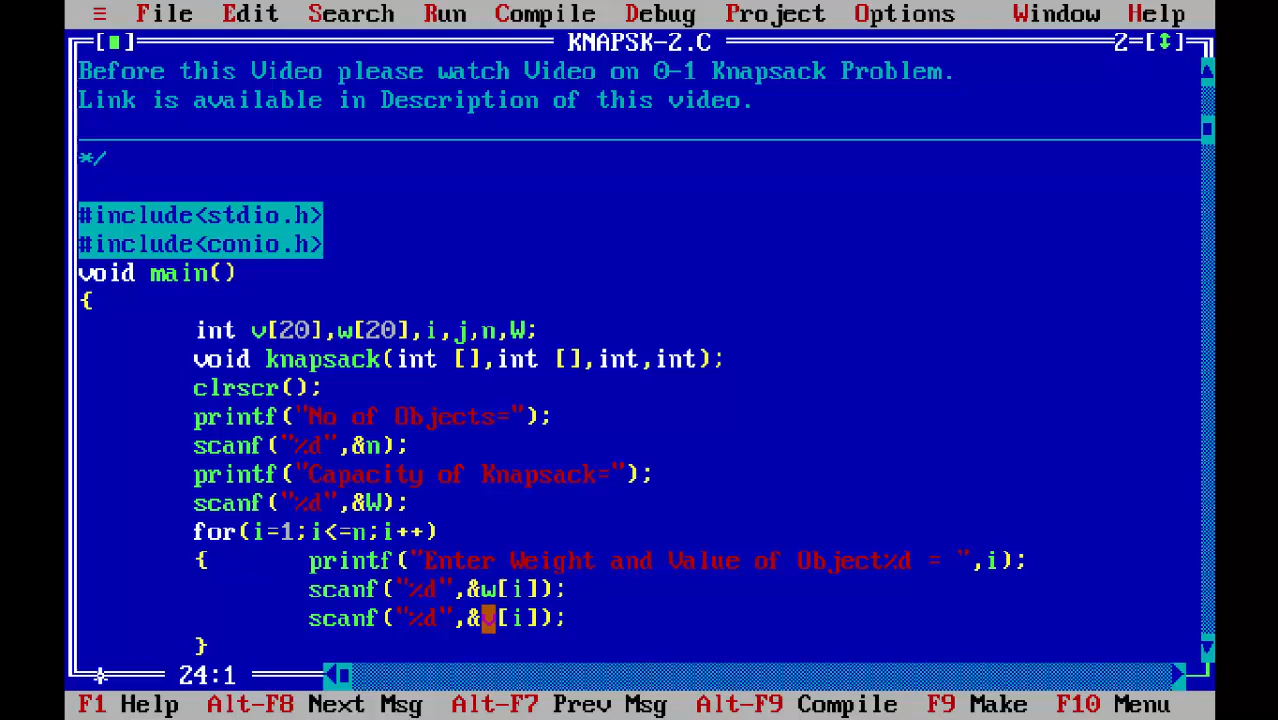 ≡ File Edit Search Run Compile Debug Project Options Window Help
[■] KNAPSK-2.C 2=[↕]
Before this Video please watch Video on 0-1 Knapsack Problem.
Link is available in Description of this video.
*/
#include<stdio.h>
#include<conio.h>
void main()
{
int v[20],w[20],i,j,n,W;
void knapsack(int [],int [],int,int);
clrscr();
printf("No of Objects=");
scanf("%d",&n);
printf("Capacity of Knapsack=");
scanf("%d",&W);
for(i=1;i<=n;i++)
{ printf("Enter Weight and Value of Object%d = ",i);
scanf("%d",&w[i]);
scanf("%d",&v[i]);
}
24:1
F1 Help Alt-F8 Next Msg Alt-F7 Prev Msg Alt-F9 Compile F9 Make F10 Menu